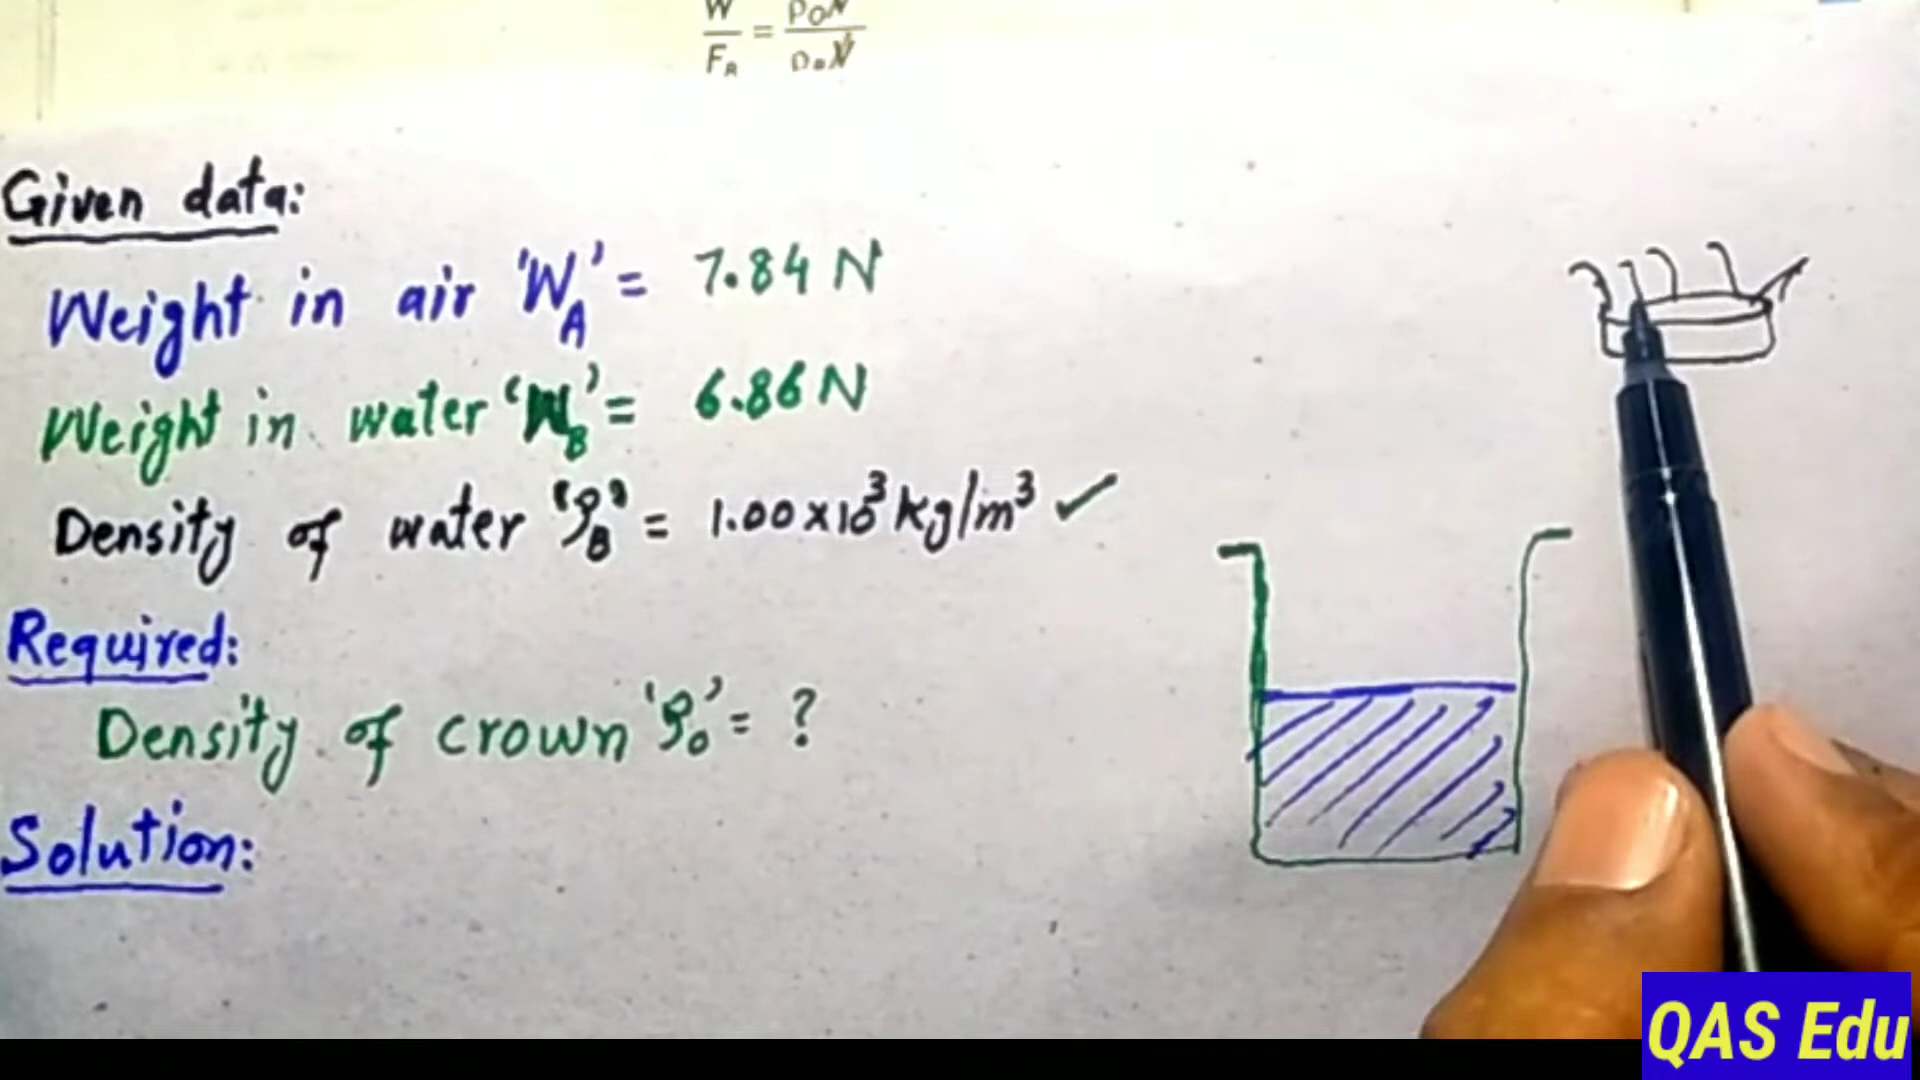 Given data:
Weight in air 'W_A' = 7.84 N
Weight in water 'W_B' = 6.86 N
Density of water 'ρ_B' = 1.00×10³ kg/m³ ✓
Required:
Density of crown 'ρ₀' = ?
Solution:
QAS Edu